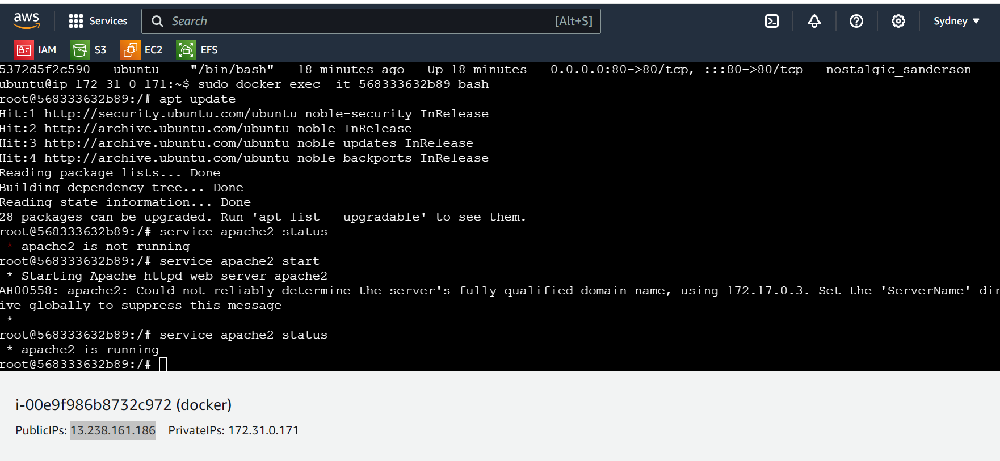 aws
Services
Search [Alt+S]
Sydney
IAM S3 EC2 EFS
5372d5f2c590 ubuntu "/bin/bash" 18 minutes ago Up 18 minutes 0.0.0.0:80->80/tcp, :::80->80/tcp nostalgic_sanderson
ubuntu@ip-172-31-0-171:~$ sudo docker exec -it 568333632b89 bash
root@568333632b89:/# apt update
Hit:1 http://security.ubuntu.com/ubuntu noble-security InRelease
Hit:2 http://archive.ubuntu.com/ubuntu noble InRelease
Hit:3 http://archive.ubuntu.com/ubuntu noble-updates InRelease
Hit:4 http://archive.ubuntu.com/ubuntu noble-backports InRelease
Reading package lists... Done
Building dependency tree... Done
Reading state information... Done
28 packages can be upgraded. Run 'apt list --upgradable' to see them.
root@568333632b89:/# service apache2 status
* apache2 is not running
root@568333632b89:/# service apache2 start
* Starting Apache httpd web server apache2
AH00558: apache2: Could not reliably determine the server's fully qualified domain name, using 172.17.0.3. Set the 'ServerName' dir
ive globally to suppress this message
*
root@568333632b89:/# service apache2 status
* apache2 is running
root@568333632b89:/#
i-00e9f986b8732c972 (docker)
PublicIPs: 13.238.161.186 PrivateIPs: 172.31.0.171